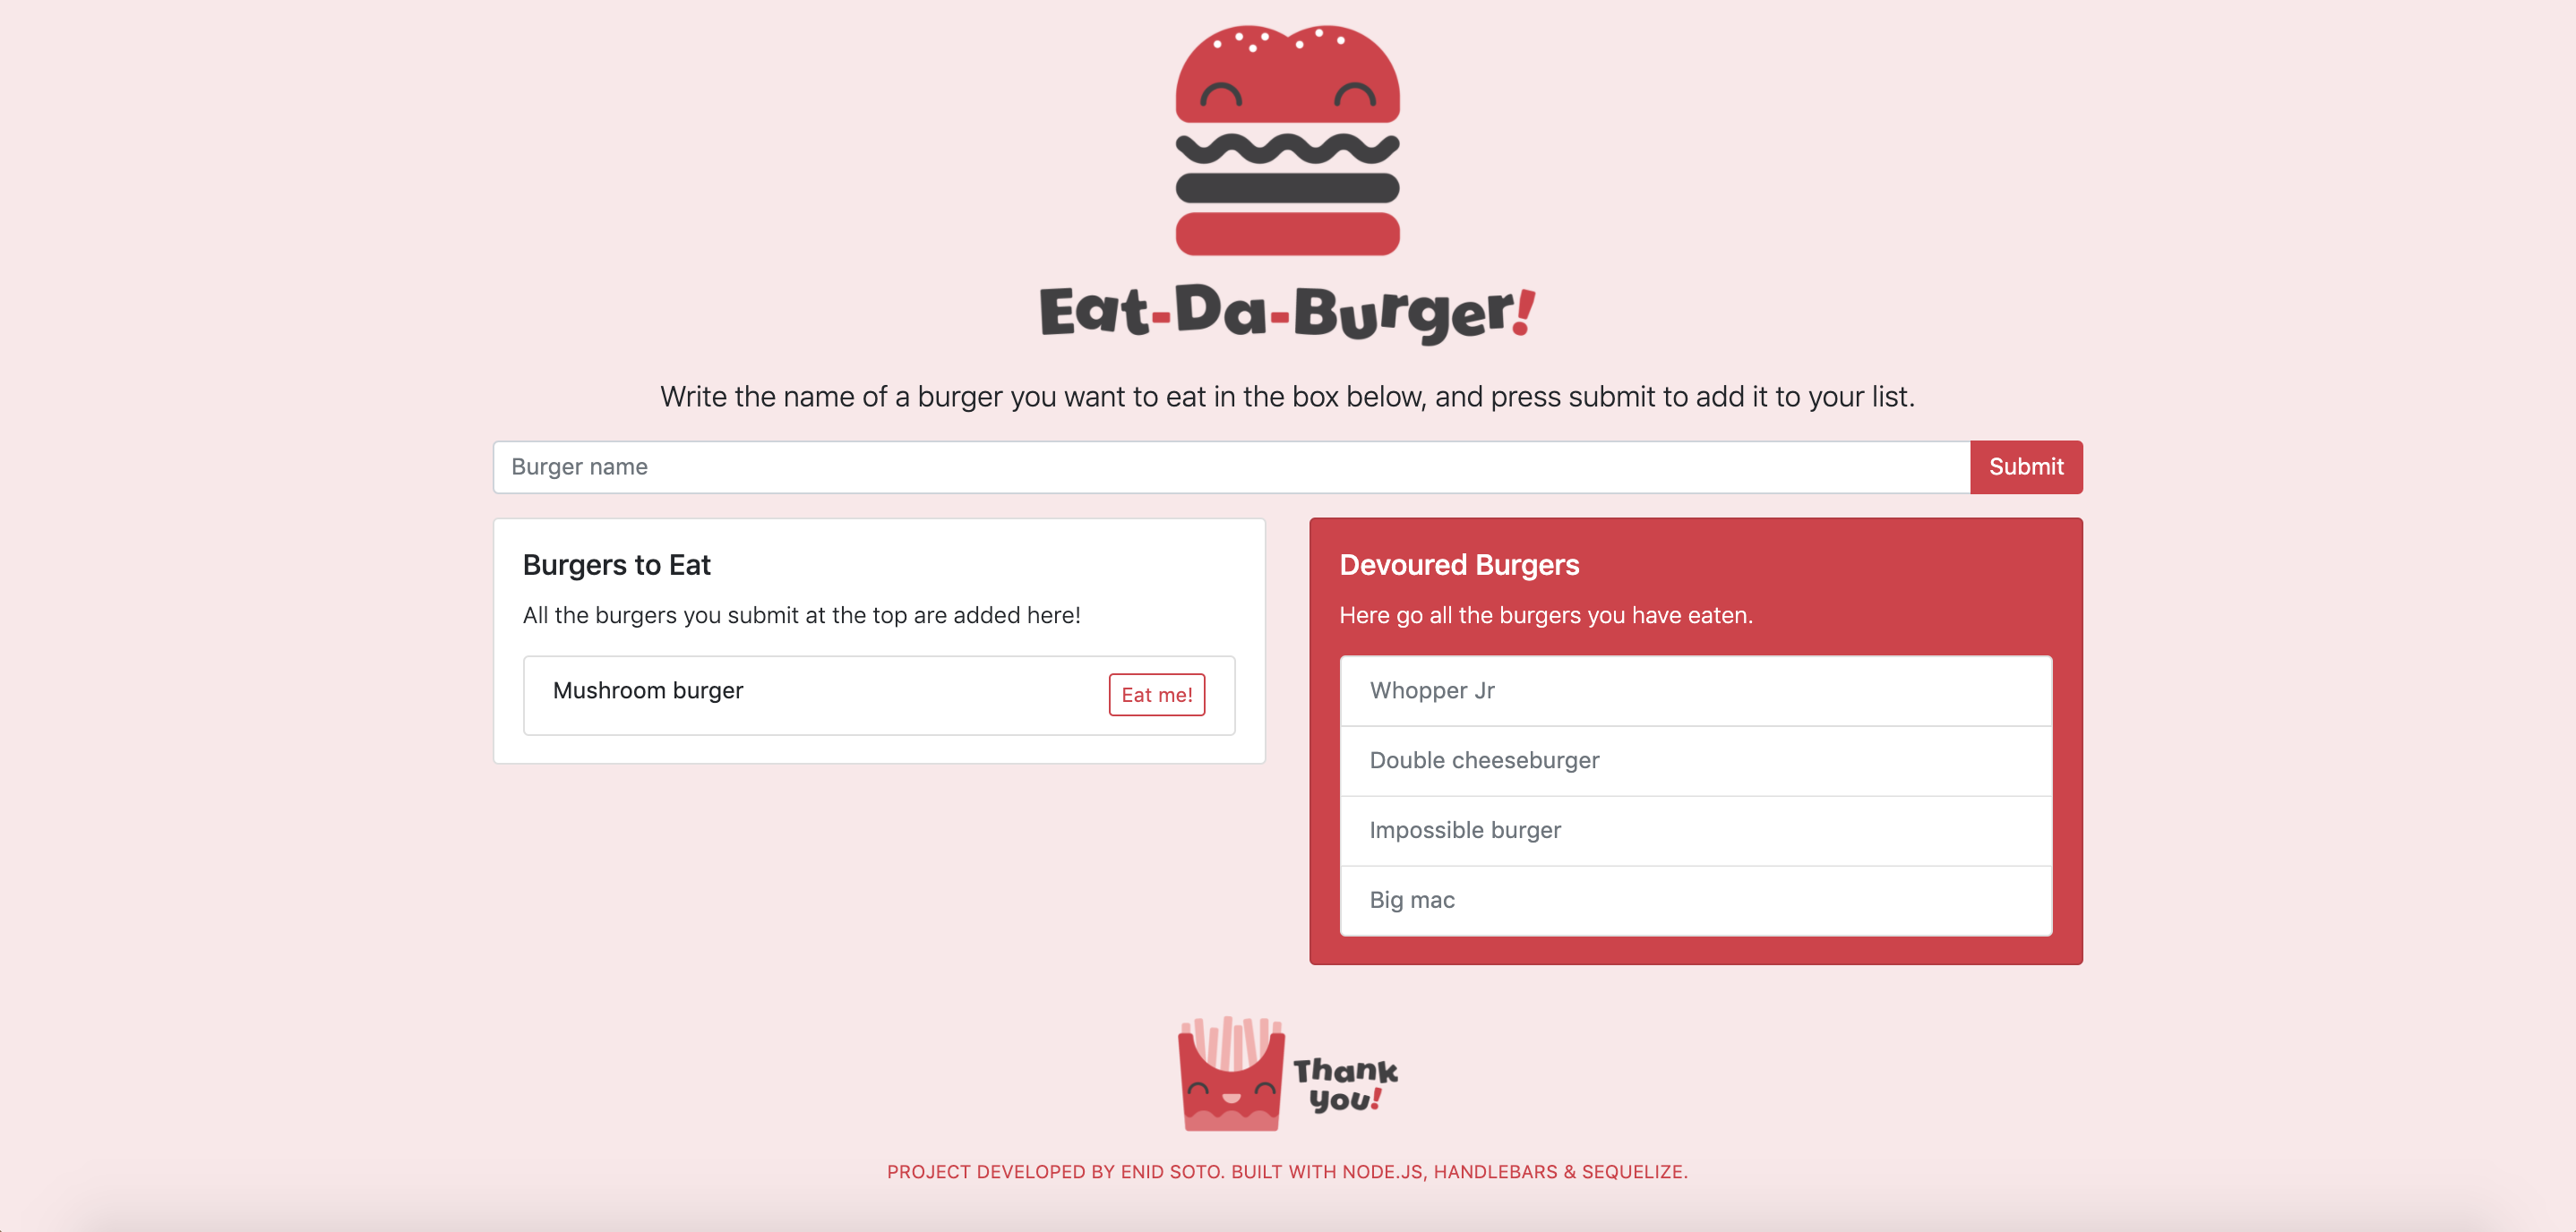 Eat-Da-Burger!
Write the name of a burger you want to eat in the box below, and press submit to add it to your list.
Burger name
Submit
Burgers to Eat
All the burgers you submit at the top are added here!
Mushroom burger
Eat me!
Devoured Burgers
Here go all the burgers you have eaten.
Whopper Jr
Double cheeseburger
Impossible burger
Big mac
Thank
you!
PROJECT DEVELOPED BY ENID SOTO. BUILT WITH NODE.JS, HANDLEBARS & SEQUELIZE.